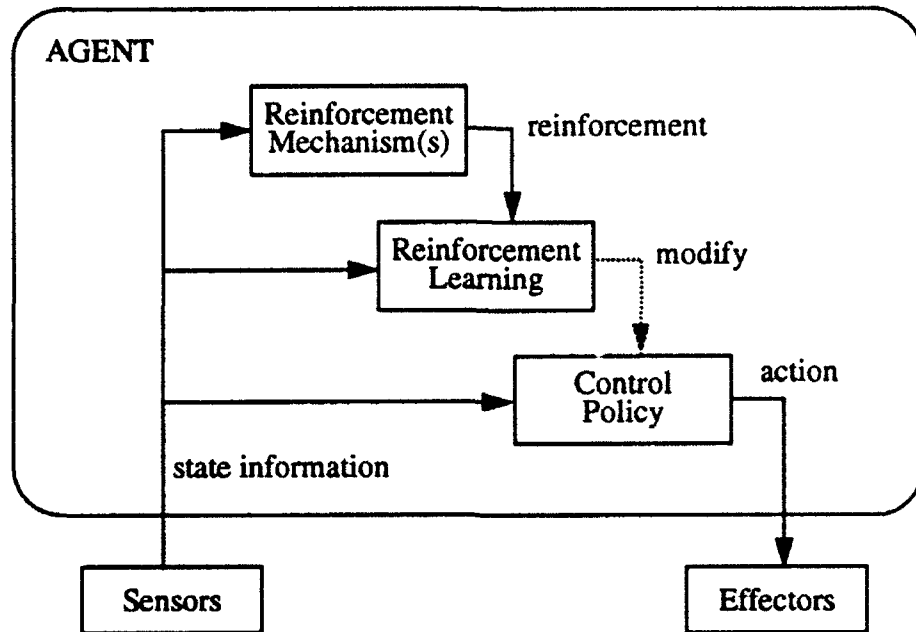 AGENT
Reinforcement
Mechanism(s)
reinforcement
Reinforcement
Learning
modify
Control
Policy
action
state information
Sensors
Effectors